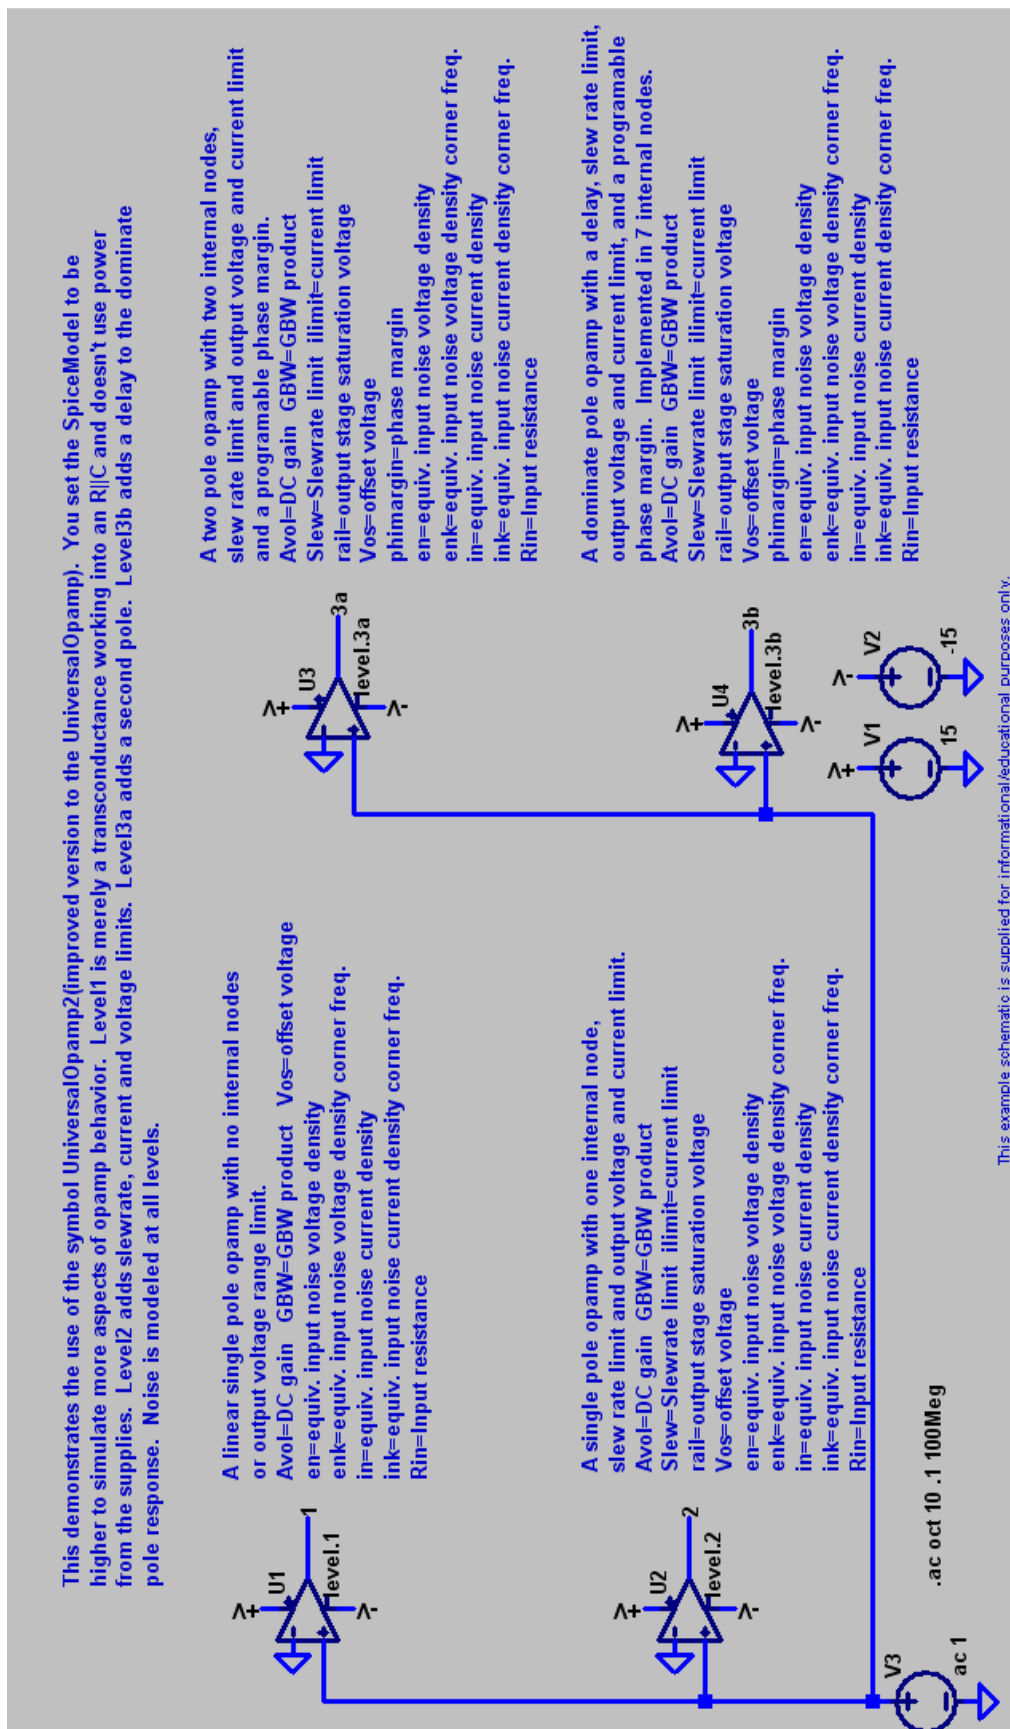 This demonstrates the use of the symbol UniversalOpamp2(improved version to the UniversalOpamp).  You set the SpiceModel to be
higher to simulate more aspects of opamp behavior.  Level1 is merely a transconductance working into an R||C and doesn't use power
from the supplies.  Level2 adds slewrate, current and voltage limits.  Level3a adds a second pole.  Level3b adds a delay to the dominate
pole response.  Noise is modeled at all levels.
V+
U1
1
level.1
V-
A linear single pole opamp with no internal nodes
or output voltage range limit.
Avol=DC gain   GBW=GBW product   Vos=offset voltage
en=equiv. input noise voltage density
enk=equiv. input noise voltage density corner freq.
in=equiv. input noise current density
ink=equiv. input noise current density corner freq.
Rin=Input resistance
V+
U3
3a
level.3a
V-
A two pole opamp with two internal nodes,
slew rate limit and output voltage and current limit
and a programable phase margin.
Avol=DC gain   GBW=GBW product
Slew=Slewrate limit  ilimit=current limit
rail=output stage saturation voltage
Vos=offset voltage
phimargin=phase margin
en=equiv. input noise voltage density
enk=equiv. input noise voltage density corner freq.
in=equiv. input noise current density
ink=equiv. input noise current density corner freq.
Rin=Input resistance
V+
U2
2
level.2
V-
A single pole opamp with one internal node,
slew rate limit and output voltage and current limit.
Avol=DC gain   GBW=GBW product
Slew=Slewrate limit  ilimit=current limit
rail=output stage saturation voltage
Vos=offset voltage
en=equiv. input noise voltage density
enk=equiv. input noise voltage density corner freq.
in=equiv. input noise current density
ink=equiv. input noise current density corner freq.
Rin=Input resistance
V+
U4
3b
level.3b
V-
A dominate pole opamp with a delay, slew rate limit,
output voltage and current limit, and a programable
phase margin.  Implemented in 7 internal nodes.
Avol=DC gain   GBW=GBW product
Slew=Slewrate limit  ilimit=current limit
rail=output stage saturation voltage
Vos=offset voltage
phimargin=phase margin
en=equiv. input noise voltage density
enk=equiv. input noise voltage density corner freq.
in=equiv. input noise current density
ink=equiv. input noise current density corner freq.
Rin=Input resistance
V3
ac 1
.ac oct 10 .1 100Meg
V+
V1
15
V-
V2
-15
This example schematic is supplied for informational/educational purposes only.